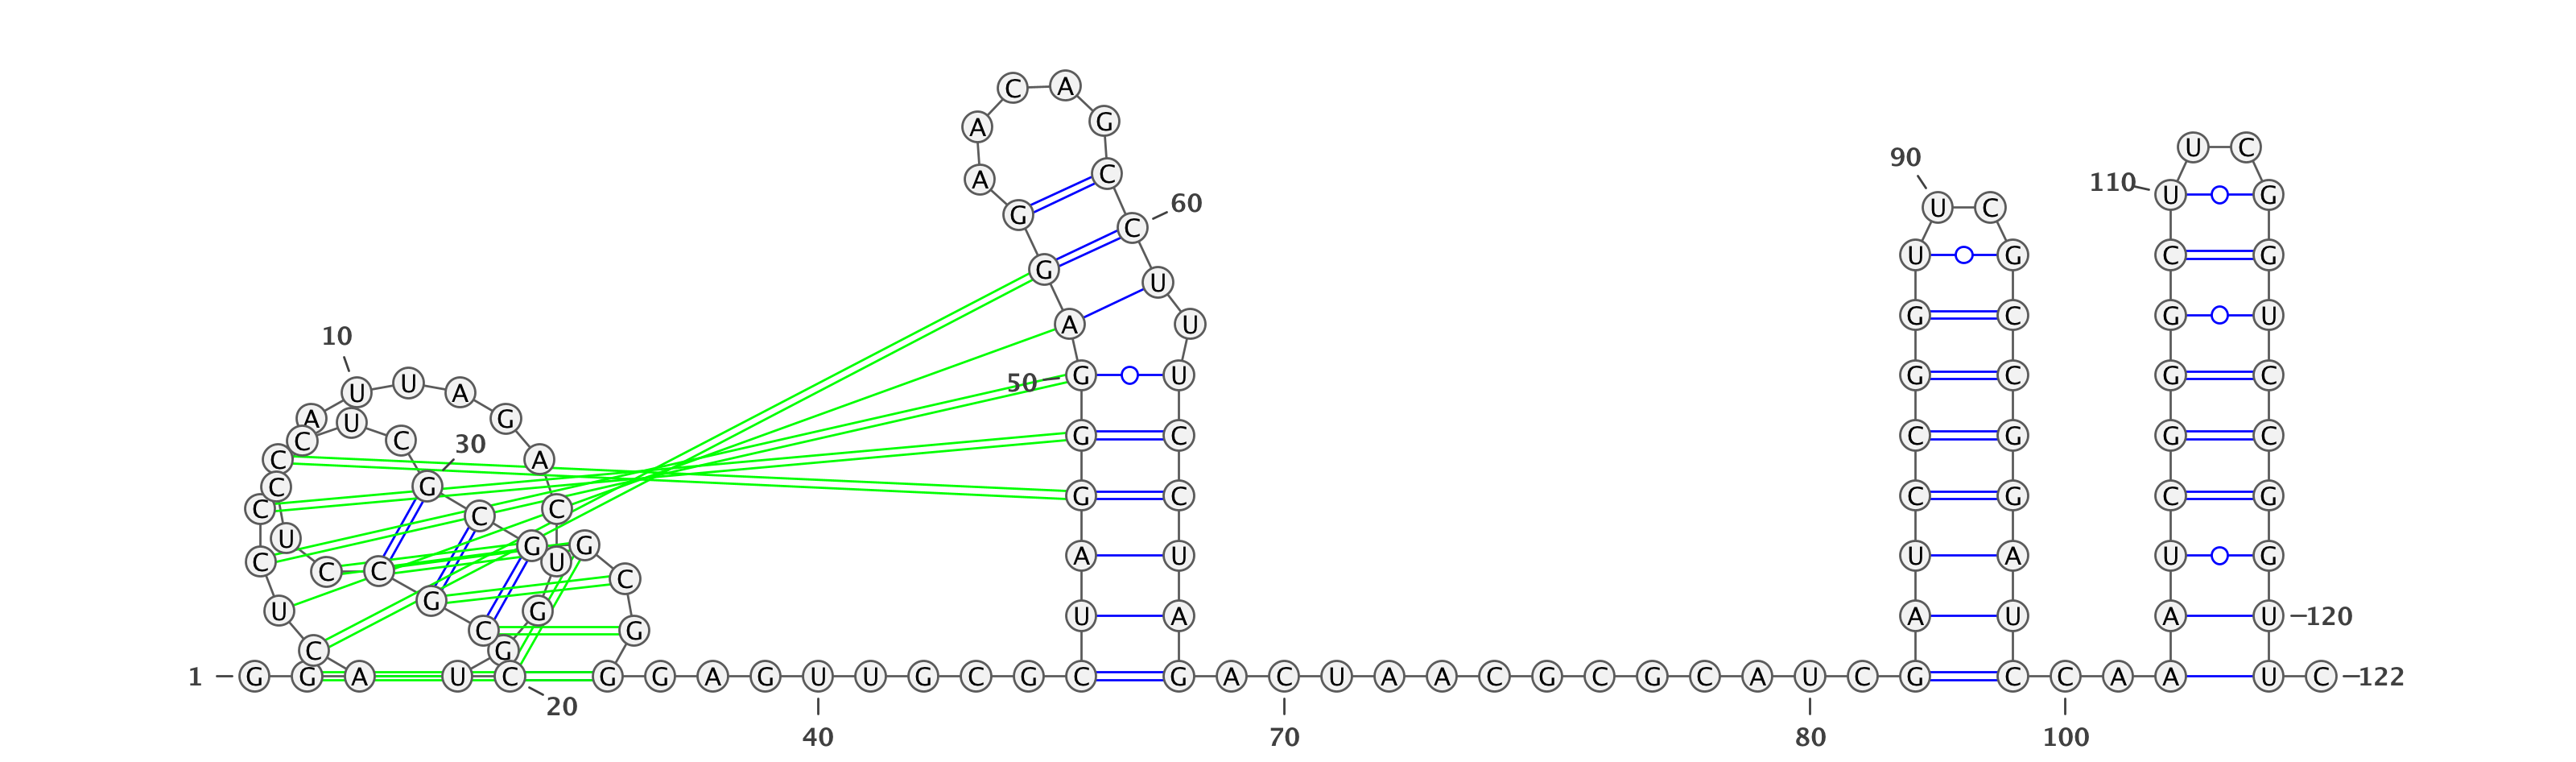 C A
A G
U C
90
A C
110 U G
60
U C
G C
U G C G
G U
G C G U
A U
10
50 G U G C G C
U U A
A U G
C C 30 G C C G C G
C A
C G G C C G C G
C C C
U G G
C U A U U A U G
C C C
U G G
U A A U A U 120
C G
C G
1 G G A U C G G A G U U G C G C G A C U A A C G C G C A U C G C C A A U C 122
20
40 70 80 100